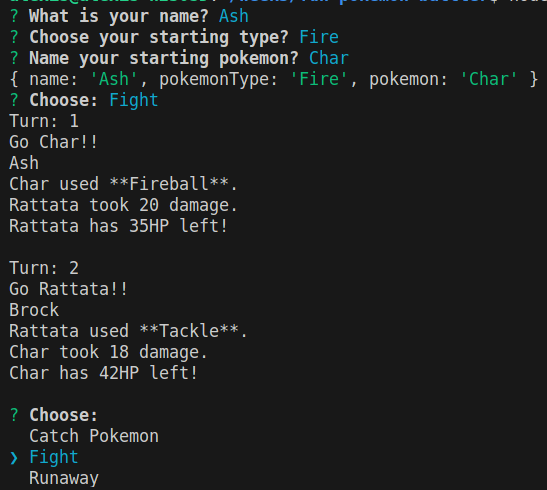 ? What is your name? Ash
? Choose your starting type? Fire
? Name your starting pokemon? Char
{ name: 'Ash', pokemonType: 'Fire', pokemon: 'Char' }
? Choose: Fight
Turn: 1
Go Char!!
Ash
Char used **Fireball**.
Rattata took 20 damage.
Rattata has 35HP left!
Turn: 2
Go Rattata!!
Brock
Rattata used **Tackle**.
Char took 18 damage.
Char has 42HP left!
? Choose:
Catch Pokemon
❯ Fight
Runaway